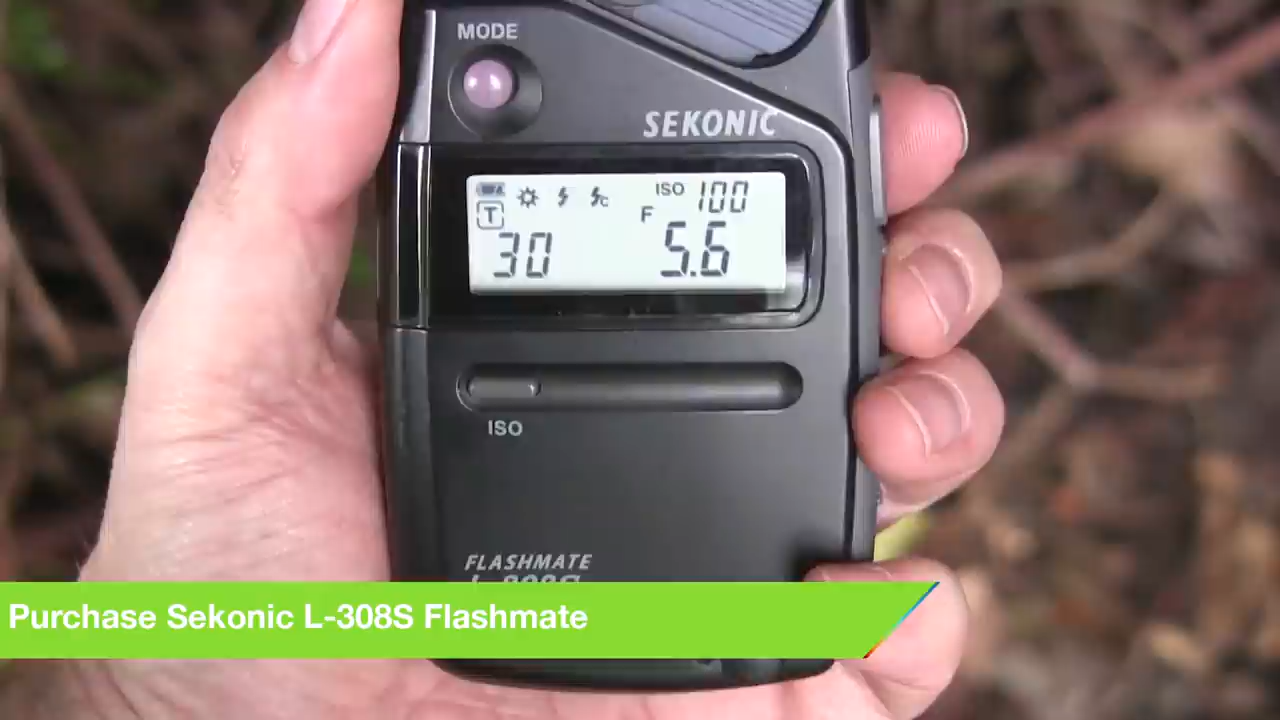 MODE
SEKONIC
ISO 100
T
F
30 5.6
ISO
FLASHMATE
Purchase Sekonic L-308S Flashmate